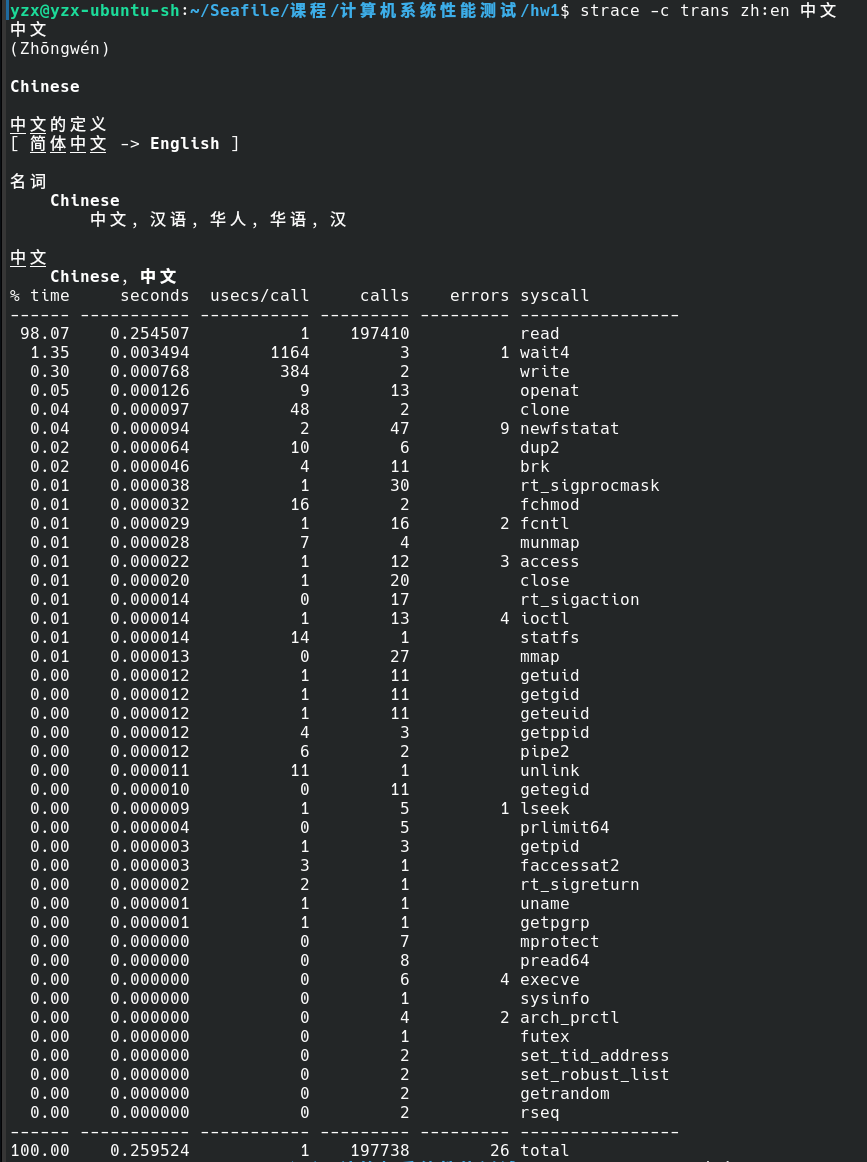 yzx@yzx-ubuntu-sh:~/Seafile/课程/计算机系统性能测试/hw1$ strace -c trans zh:en 中文
中文
(Zhōngwén)
Chinese
中文的定义
[ 简体中文 -> English ]
名词
    Chinese
        中文, 汉语, 华人, 华语, 汉
中文
    Chinese, 中文
% time     seconds  usecs/call     calls    errors syscall
------ ----------- ----------- --------- --------- ----------------
 98.07    0.254507           1    197410           read
  1.35    0.003494        1164         3         1 wait4
  0.30    0.000768         384         2           write
  0.05    0.000126           9        13           openat
  0.04    0.000097          48         2           clone
  0.04    0.000094           2        47         9 newfstatat
  0.02    0.000064          10         6           dup2
  0.02    0.000046           4        11           brk
  0.01    0.000038           1        30           rt_sigprocmask
  0.01    0.000032          16         2           fchmod
  0.01    0.000029           1        16         2 fcntl
  0.01    0.000028           7         4           munmap
  0.01    0.000022           1        12         3 access
  0.01    0.000020           1        20           close
  0.01    0.000014           0        17           rt_sigaction
  0.01    0.000014           1        13         4 ioctl
  0.01    0.000014          14         1           statfs
  0.01    0.000013           0        27           mmap
  0.00    0.000012           1        11           getuid
  0.00    0.000012           1        11           getgid
  0.00    0.000012           1        11           geteuid
  0.00    0.000012           4         3           getppid
  0.00    0.000012           6         2           pipe2
  0.00    0.000011          11         1           unlink
  0.00    0.000010           0        11           getegid
  0.00    0.000009           1         5         1 lseek
  0.00    0.000004           0         5           prlimit64
  0.00    0.000003           1         3           getpid
  0.00    0.000003           3         1           faccessat2
  0.00    0.000002           2         1           rt_sigreturn
  0.00    0.000001           1         1           uname
  0.00    0.000001           1         1           getpgrp
  0.00    0.000000           0         7           mprotect
  0.00    0.000000           0         8           pread64
  0.00    0.000000           0         6         4 execve
  0.00    0.000000           0         1           sysinfo
  0.00    0.000000           0         4         2 arch_prctl
  0.00    0.000000           0         1           futex
  0.00    0.000000           0         2           set_tid_address
  0.00    0.000000           0         2           set_robust_list
  0.00    0.000000           0         2           getrandom
  0.00    0.000000           0         2           rseq
------ ----------- ----------- --------- --------- ----------------
100.00    0.259524           1    197738        26 total